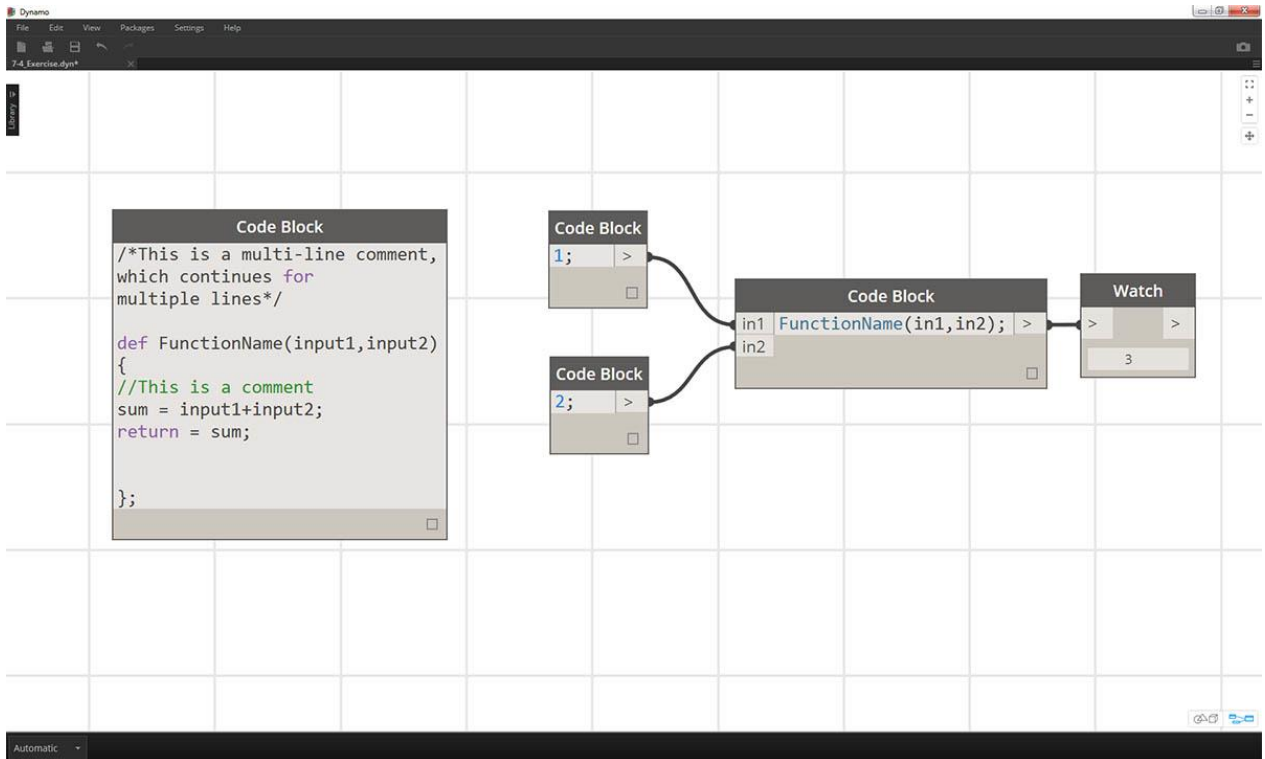 Dynamo
File Edit View Packages Settings Help
7-4_Exercise.dyn*
Library
Code Block
/*This is a multi-line comment,
which continues for
multiple lines*/
def FunctionName(input1,input2)
{
//This is a comment
sum = input1+input2;
return = sum;
};
Code Block
1; >
Code Block
2; >
Code Block
in1 FunctionName(in1,in2); >
in2
Watch
> >
3
Automatic